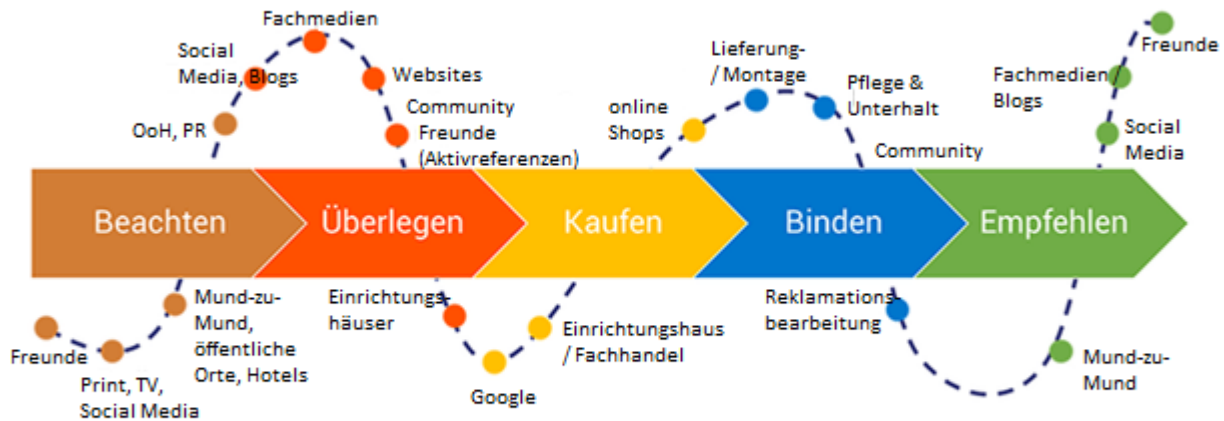 Fachmedien
Social
Media, Blogs
Websites
OoH, PR
Community
Freunde
(Aktivreferenzen)
online
Shops
Lieferung-
/ Montage
Pflege &
Unterhalt
Community
Fachmedien
Blogs
Freunde
Social
Media
Beachten
Überlegen
Kaufen
Binden
Empfehlen
Freunde
Print, TV,
Social Media
Mund-zu-
Mund,
öffentliche
Orte, Hotels
Einrichtungs-
häuser
Google
Einrichtungshaus
/ Fachhandel
Reklamations-
bearbeitung
Mund-zu-
Mund